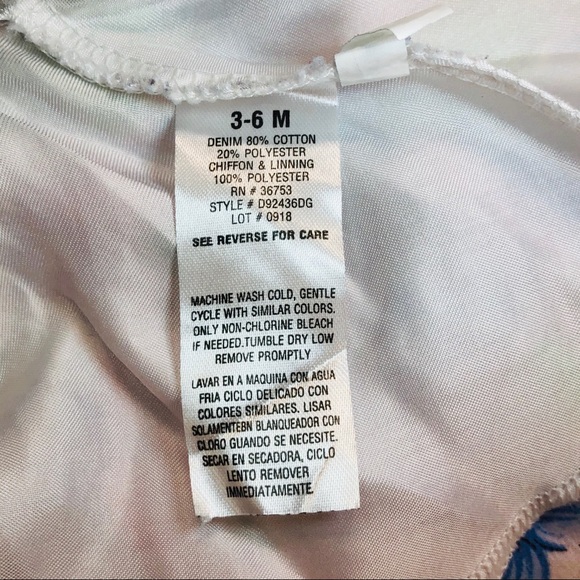 3-6 M
DENIM 80% COTTON
20% POLYESTER
CHIFFON & LINNING
100% POLYESTER
RN # 36753
STYLE # D92436DG
LOT # 0918
SEE REVERSE FOR CARE
MACHINE WASH COLD, GENTLE
CYCLE WITH SIMILAR COLORS.
ONLY NON-CHLORINE BLEACH
IF NEEDED.TUMBLE DRY LOW
REMOVE PROMPTLY
LAVAR EN A MAQUINA CON AGUA
FRIA CICLO DELICADO CON
COLORES SIMILARES. LISAR
SOLAMENTEBN BLANQUEADOR CON
CLORO GUANDO SE NECESITE.
SECAR EN SECADORA, CICLO
LENTO REMOVER
IMMEDIATAMENTE.